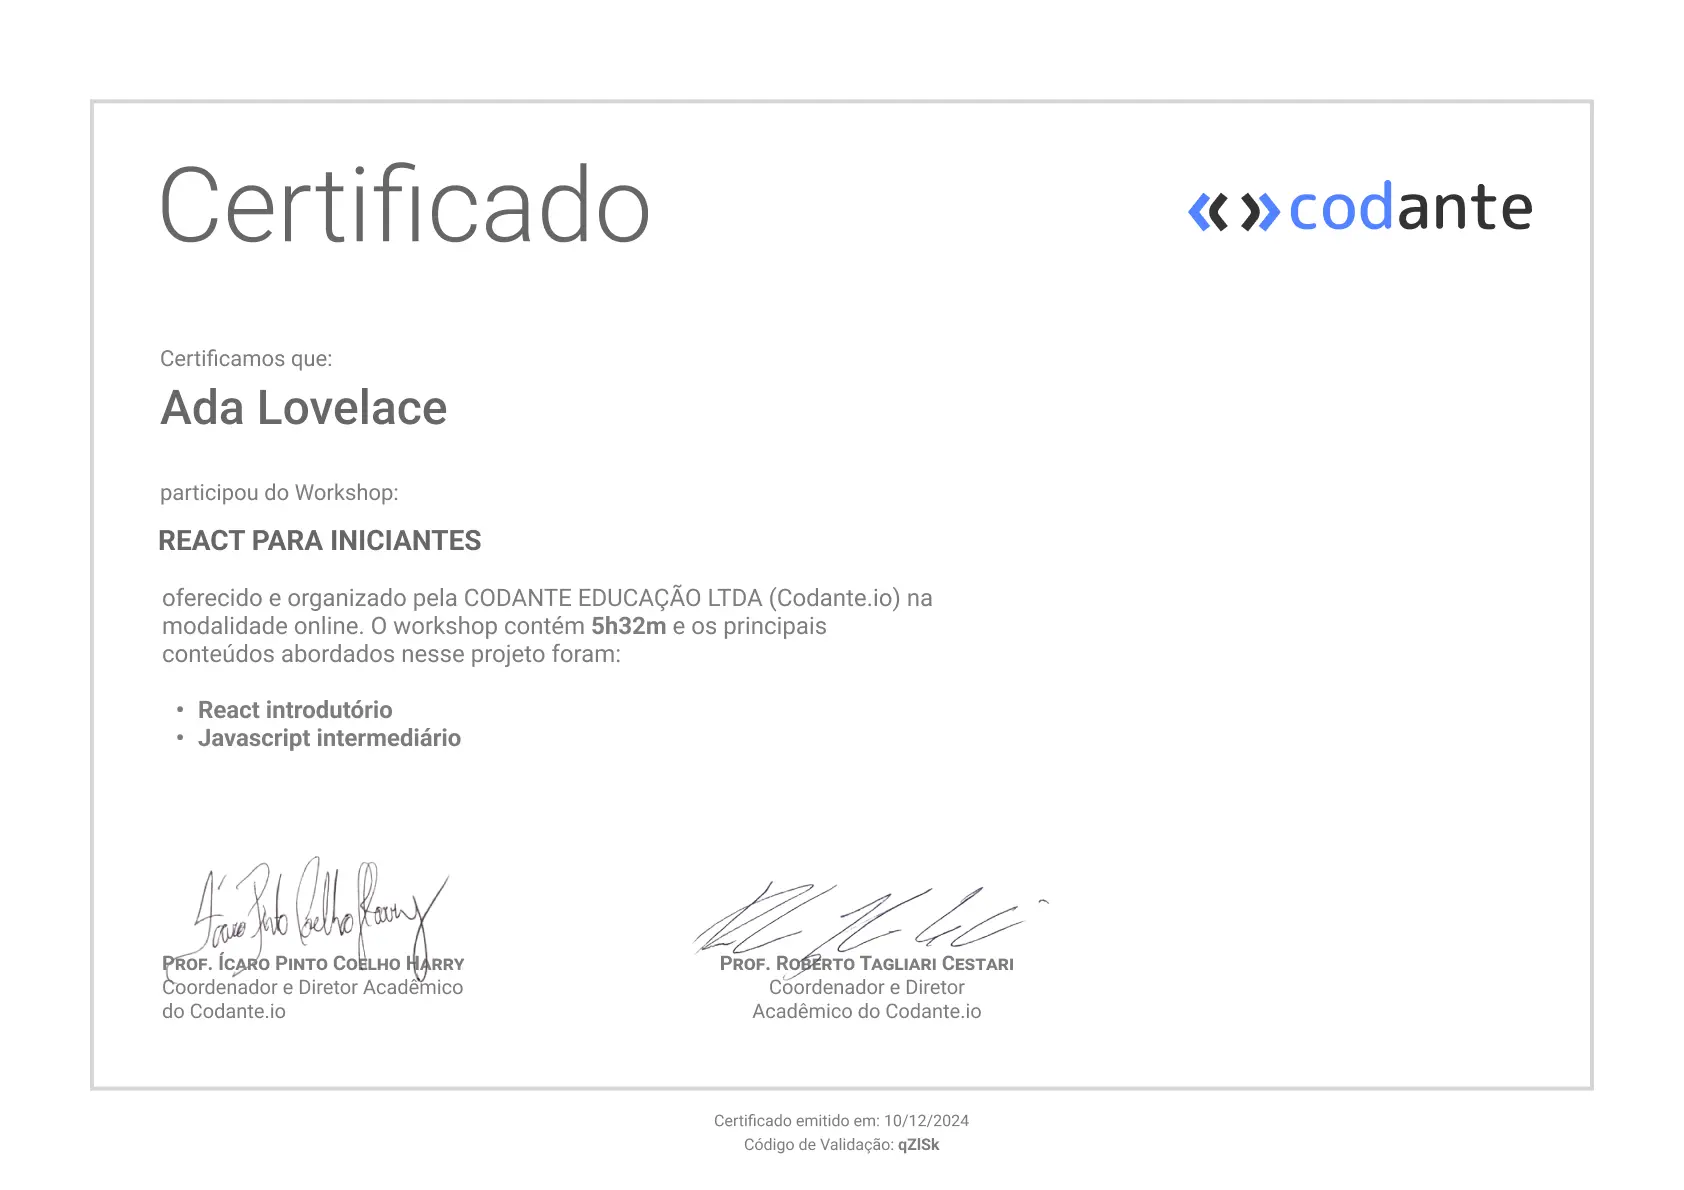 Certificado
codante
Certificamos que:
Ada Lovelace
participou do Workshop:
REACT PARA INICIANTES
oferecido e organizado pela CODANTE EDUCAÇÃO LTDA (Codante.io) na
modalidade online. O workshop contém 5h32m e os principais
conteúdos abordados nesse projeto foram:
• React introdutório
• Javascript intermediário
Ícaro Pinto Coelho Harry
PROF. ÍCARO PINTO COELHO HARRY
Coordenador e Diretor Acadêmico
do Codante.io
PROF. ROBERTO TAGLIARI CESTARI
Coordenador e Diretor
Acadêmico do Codante.io
Certificado emitido em: 10/12/2024
Código de Validação: qZlSk